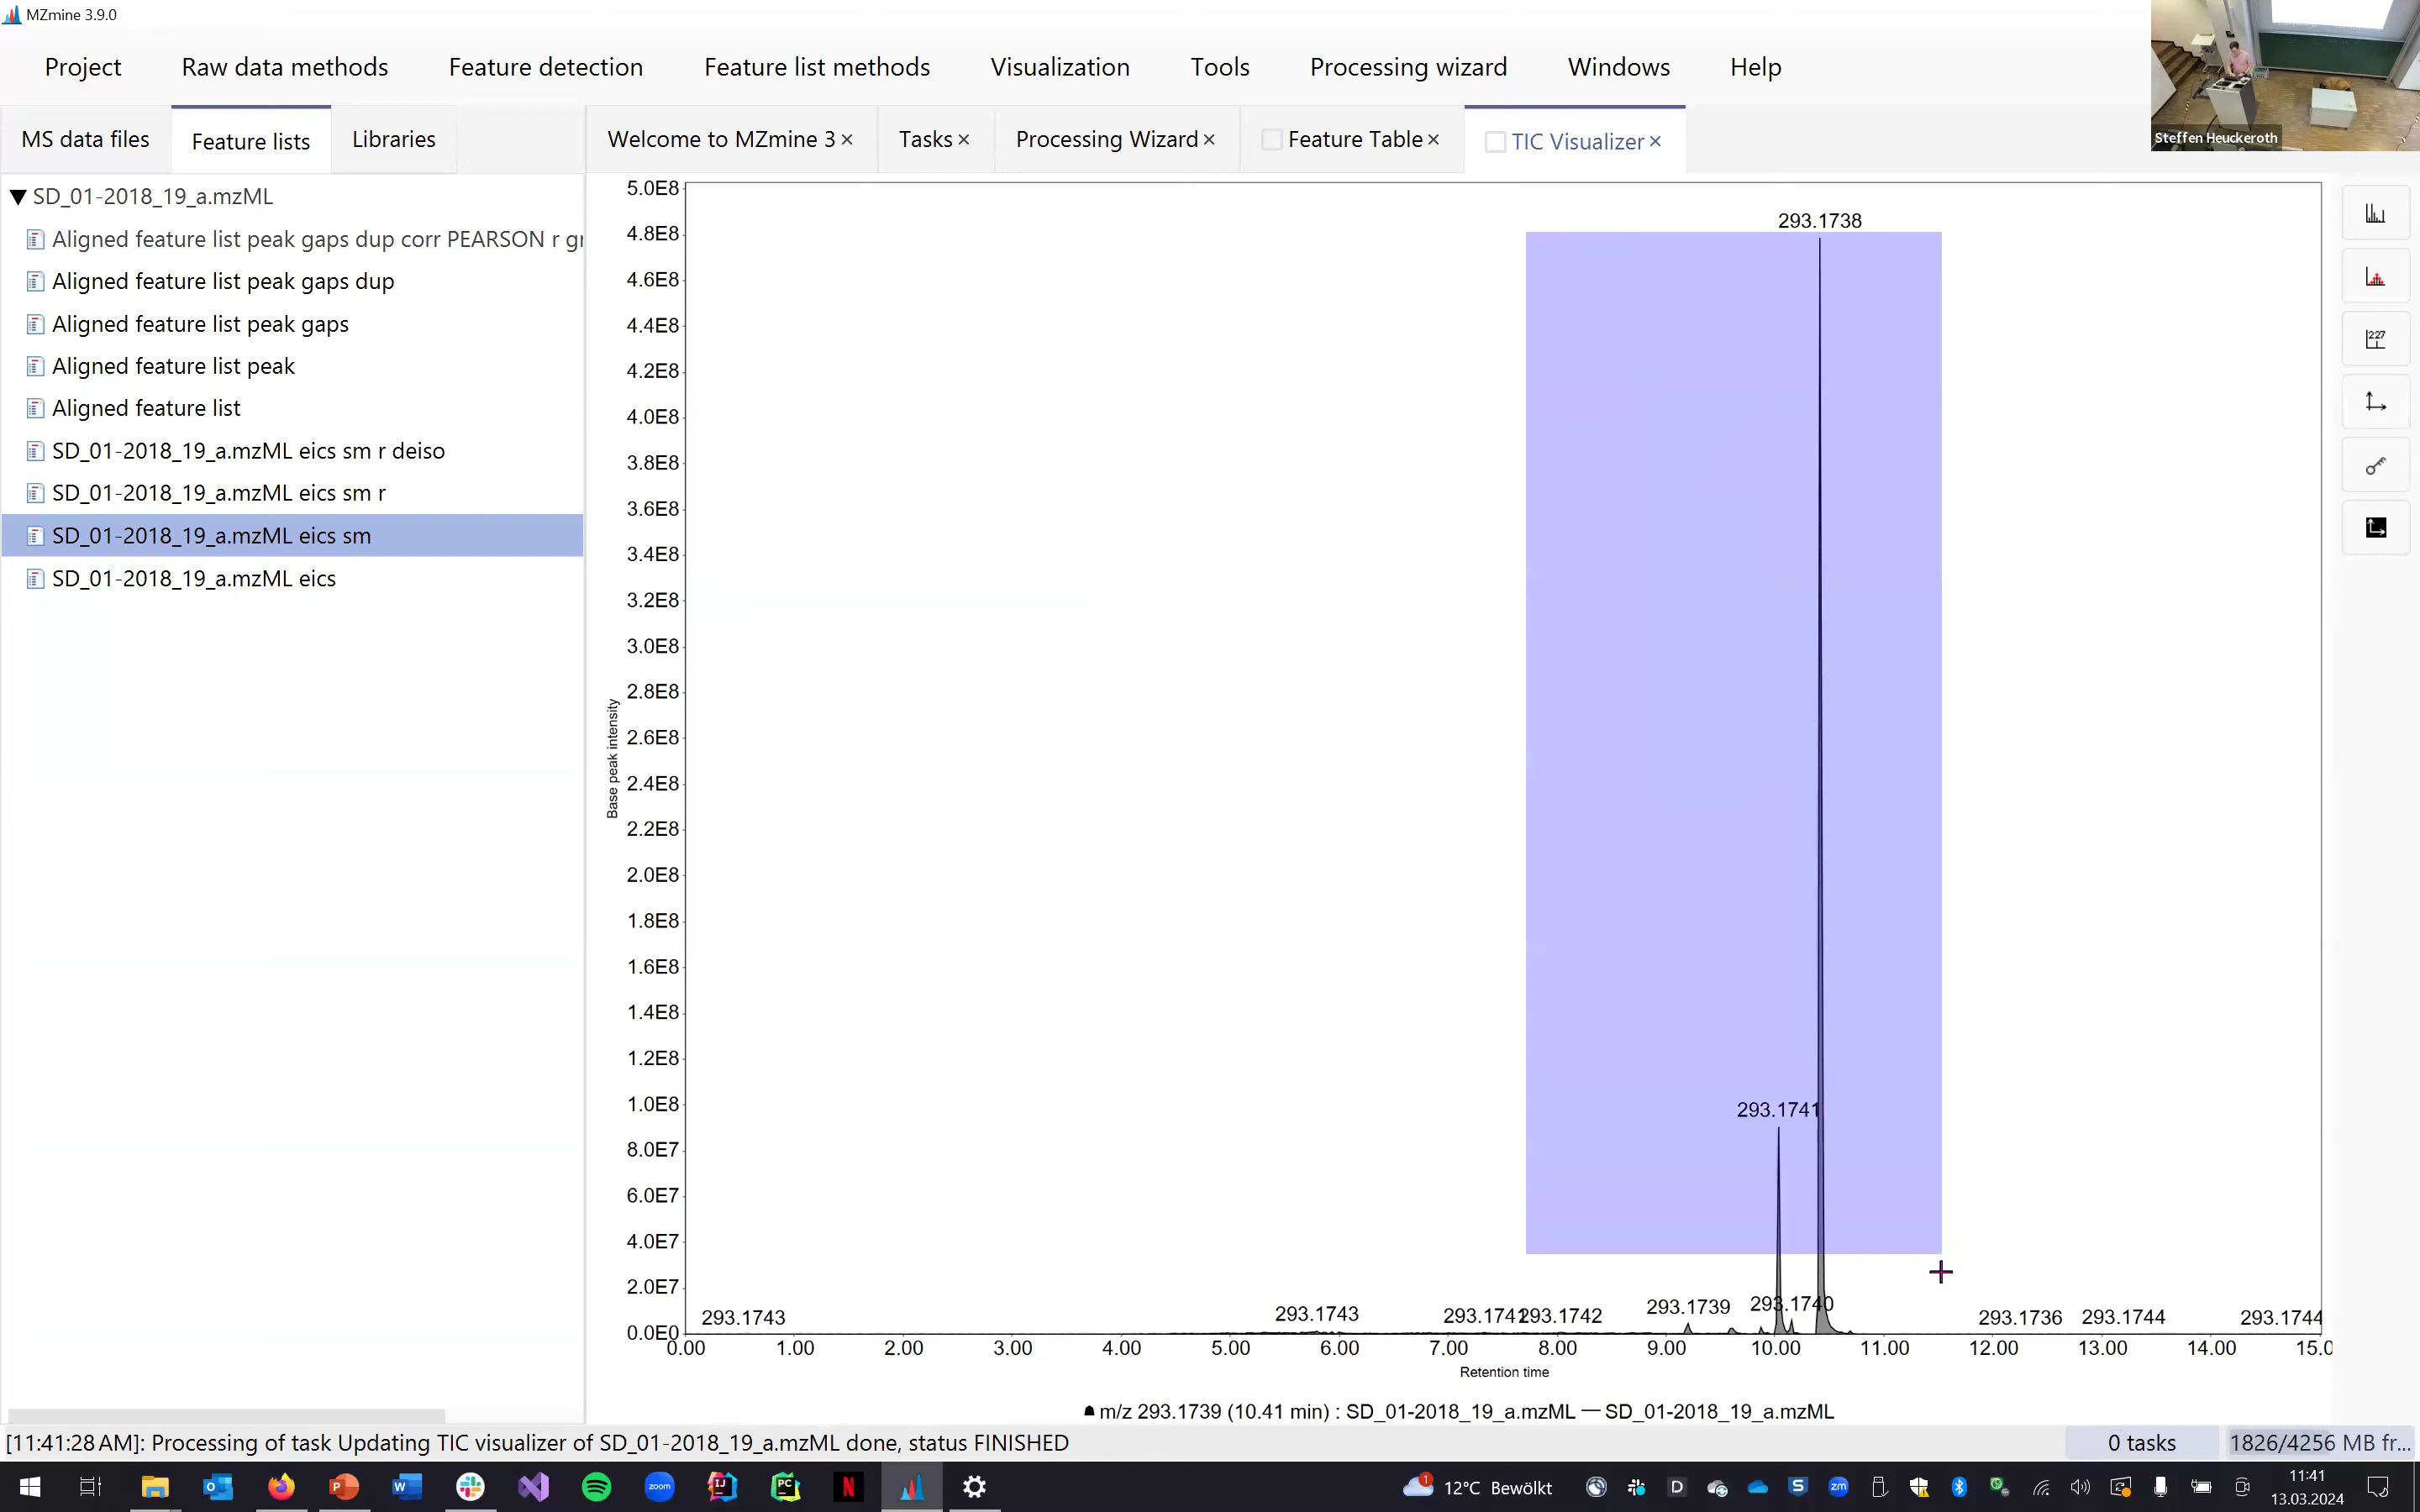 MZmine 3.9.0
Project Raw data methods Feature detection Feature list methods Visualization Tools Processing wizard Windows Help
Steffen Heuckeroth
MS data files Feature lists Libraries
Welcome to MZmine 3 × Tasks × Processing Wizard × Feature Table × TIC Visualizer ×
SD_01-2018_19_a.mzML
Aligned feature list peak gaps dup corr PEARSON r gr
Aligned feature list peak gaps dup
Aligned feature list peak gaps
Aligned feature list peak
Aligned feature list
SD_01-2018_19_a.mzML eics sm r deiso
SD_01-2018_19_a.mzML eics sm r
SD_01-2018_19_a.mzML eics sm
SD_01-2018_19_a.mzML eics
Base peak intensity
5.0E8
4.8E8
4.6E8
4.4E8
4.2E8
4.0E8
3.8E8
3.6E8
3.4E8
3.2E8
3.0E8
2.8E8
2.6E8
2.4E8
2.2E8
2.0E8
1.8E8
1.6E8
1.4E8
1.2E8
1.0E8
8.0E7
6.0E7
4.0E7
2.0E7
0.0E0
293.1738
293.1741
293.1743 293.1743 293.1741 293.1742 293.1739 293.1740 293.1736 293.1744 293.1744
0.00 1.00 2.00 3.00 4.00 5.00 6.00 7.00 8.00 9.00 10.00 11.00 12.00 13.00 14.00 15.0
Retention time
m/z 293.1739 (10.41 min) : SD_01-2018_19_a.mzML — SD_01-2018_19_a.mzML
227
[11:41:28 AM]: Processing of task Updating TIC visualizer of SD_01-2018_19_a.mzML done, status FINISHED
0 tasks
1826/4256 MB fr...
zoom
1
12°C Bewölkt
zm
11:41
13.03.2024